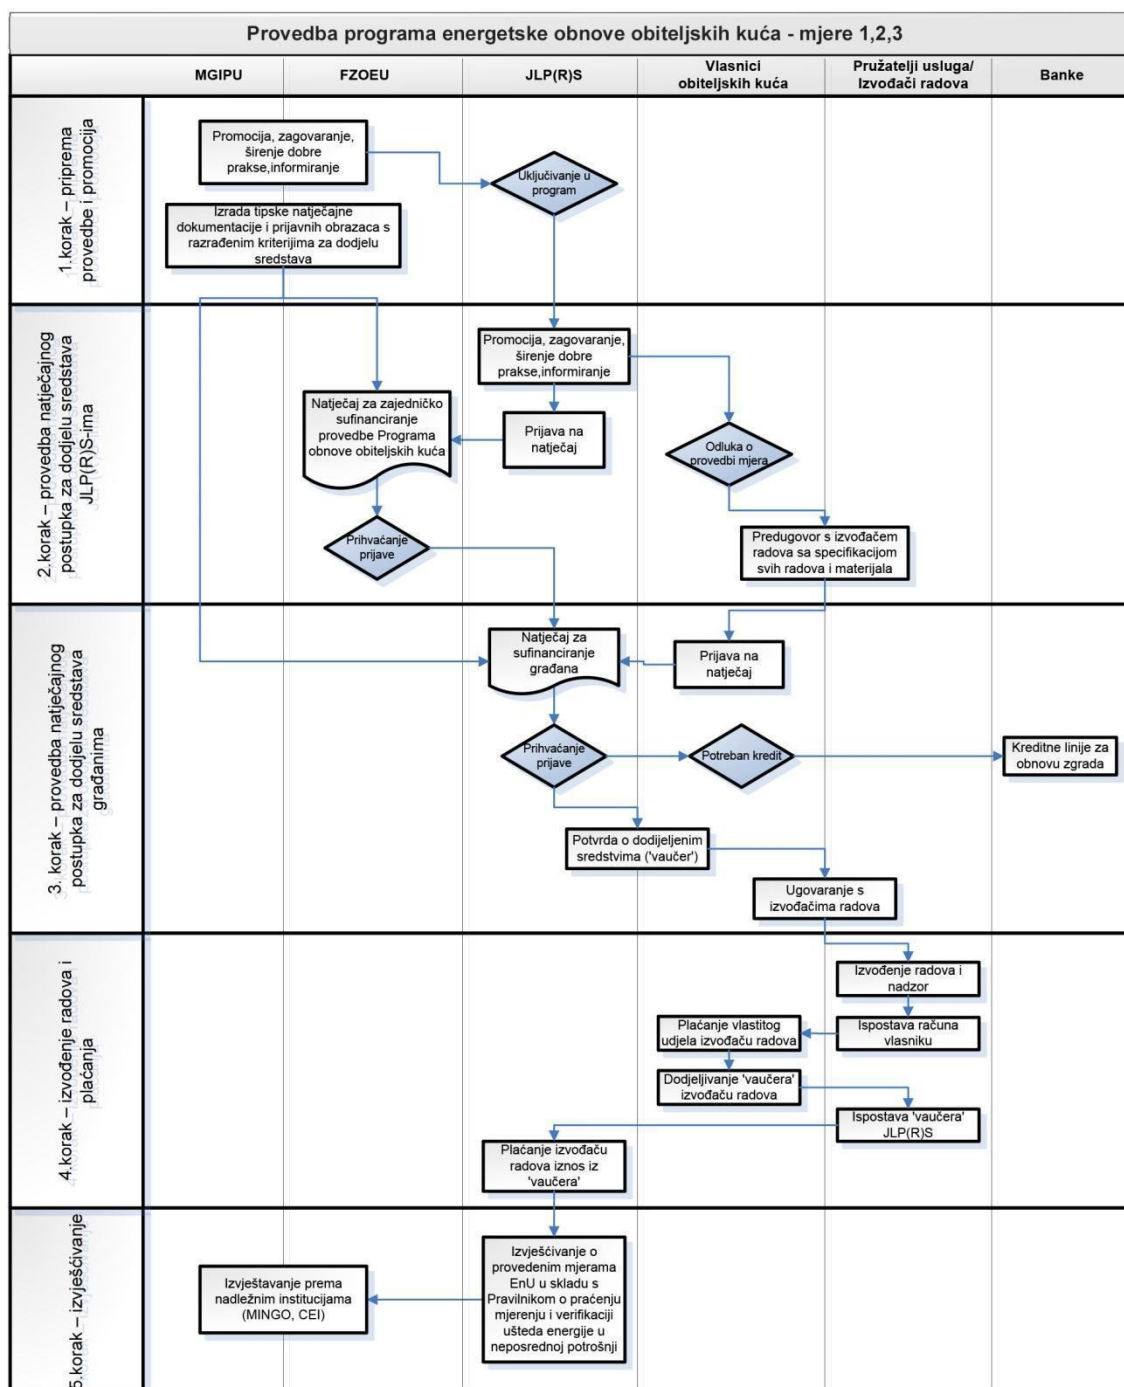 Provedba programa energetske obnove obiteljskih kuća - mjere 1,2,3
MGIPU
FZOEU
JLP(R)S
Vlasnici
obiteljskih kuća
Pružatelji usluga/
Izvođači radova
Banke
1.korak – priprema
provedbe i promocija
Promocija, zagovaranje,
širenje dobre
prakse,informiranje
Uključivanje u
program
Izrada tipske natječajne
dokumentacije i prijavnih obrazaca s
razrađenim kriterijima za dodjelu
sredstava
2.korak – provedba natječajnog
postupka za dodjelu sredstava
JLP(R)S-ima
Promocija, zagovaranje,
širenje dobre
prakse,informiranje
Natječaj za zajedničko
sufinanciranje
provedbe Programa
obnove obiteljskih kuća
Prijava na
natječaj
Odluka o
provedbi mjera
Prihvaćanje
prijave
Predugovor s izvođačem
radova sa specifikacijom
svih radova i materijala
3. korak – provedba natječajnog
postupka za dodjelu sredstava
građanima
Natječaj za
sufinanciranje
građana
Prijava na
natječaj
Prihvaćanje
prijave
Potreban kredit
Kreditne linije za
obnovu zgrada
Potvrda o dodijeljenim
sredstvima ('vaučer')
Ugovaranje s
izvođačima radova
4.korak – izvođenje radova i
plaćanja
Izvođenje radova i
nadzor
Plaćanje vlastitog
udjela izvođaču radova
Ispostava računa
vlasniku
Dodjeljivanje 'vaučera'
izvođaču radova
Ispostava 'vaučera'
JLP(R)S
Plaćanje izvođaču
radova iznos iz
'vaučera'
5.korak – izvješćivanje
Izvješćivanje o
provedenim mjerama
EnU u skladu s
Pravilnikom o praćenju
mjerenju i verifikaciji
ušteda energije u
neposrednoj potrošnji
Izvještavanje prema
nadležnim institucijama
(MINGO, CEI)